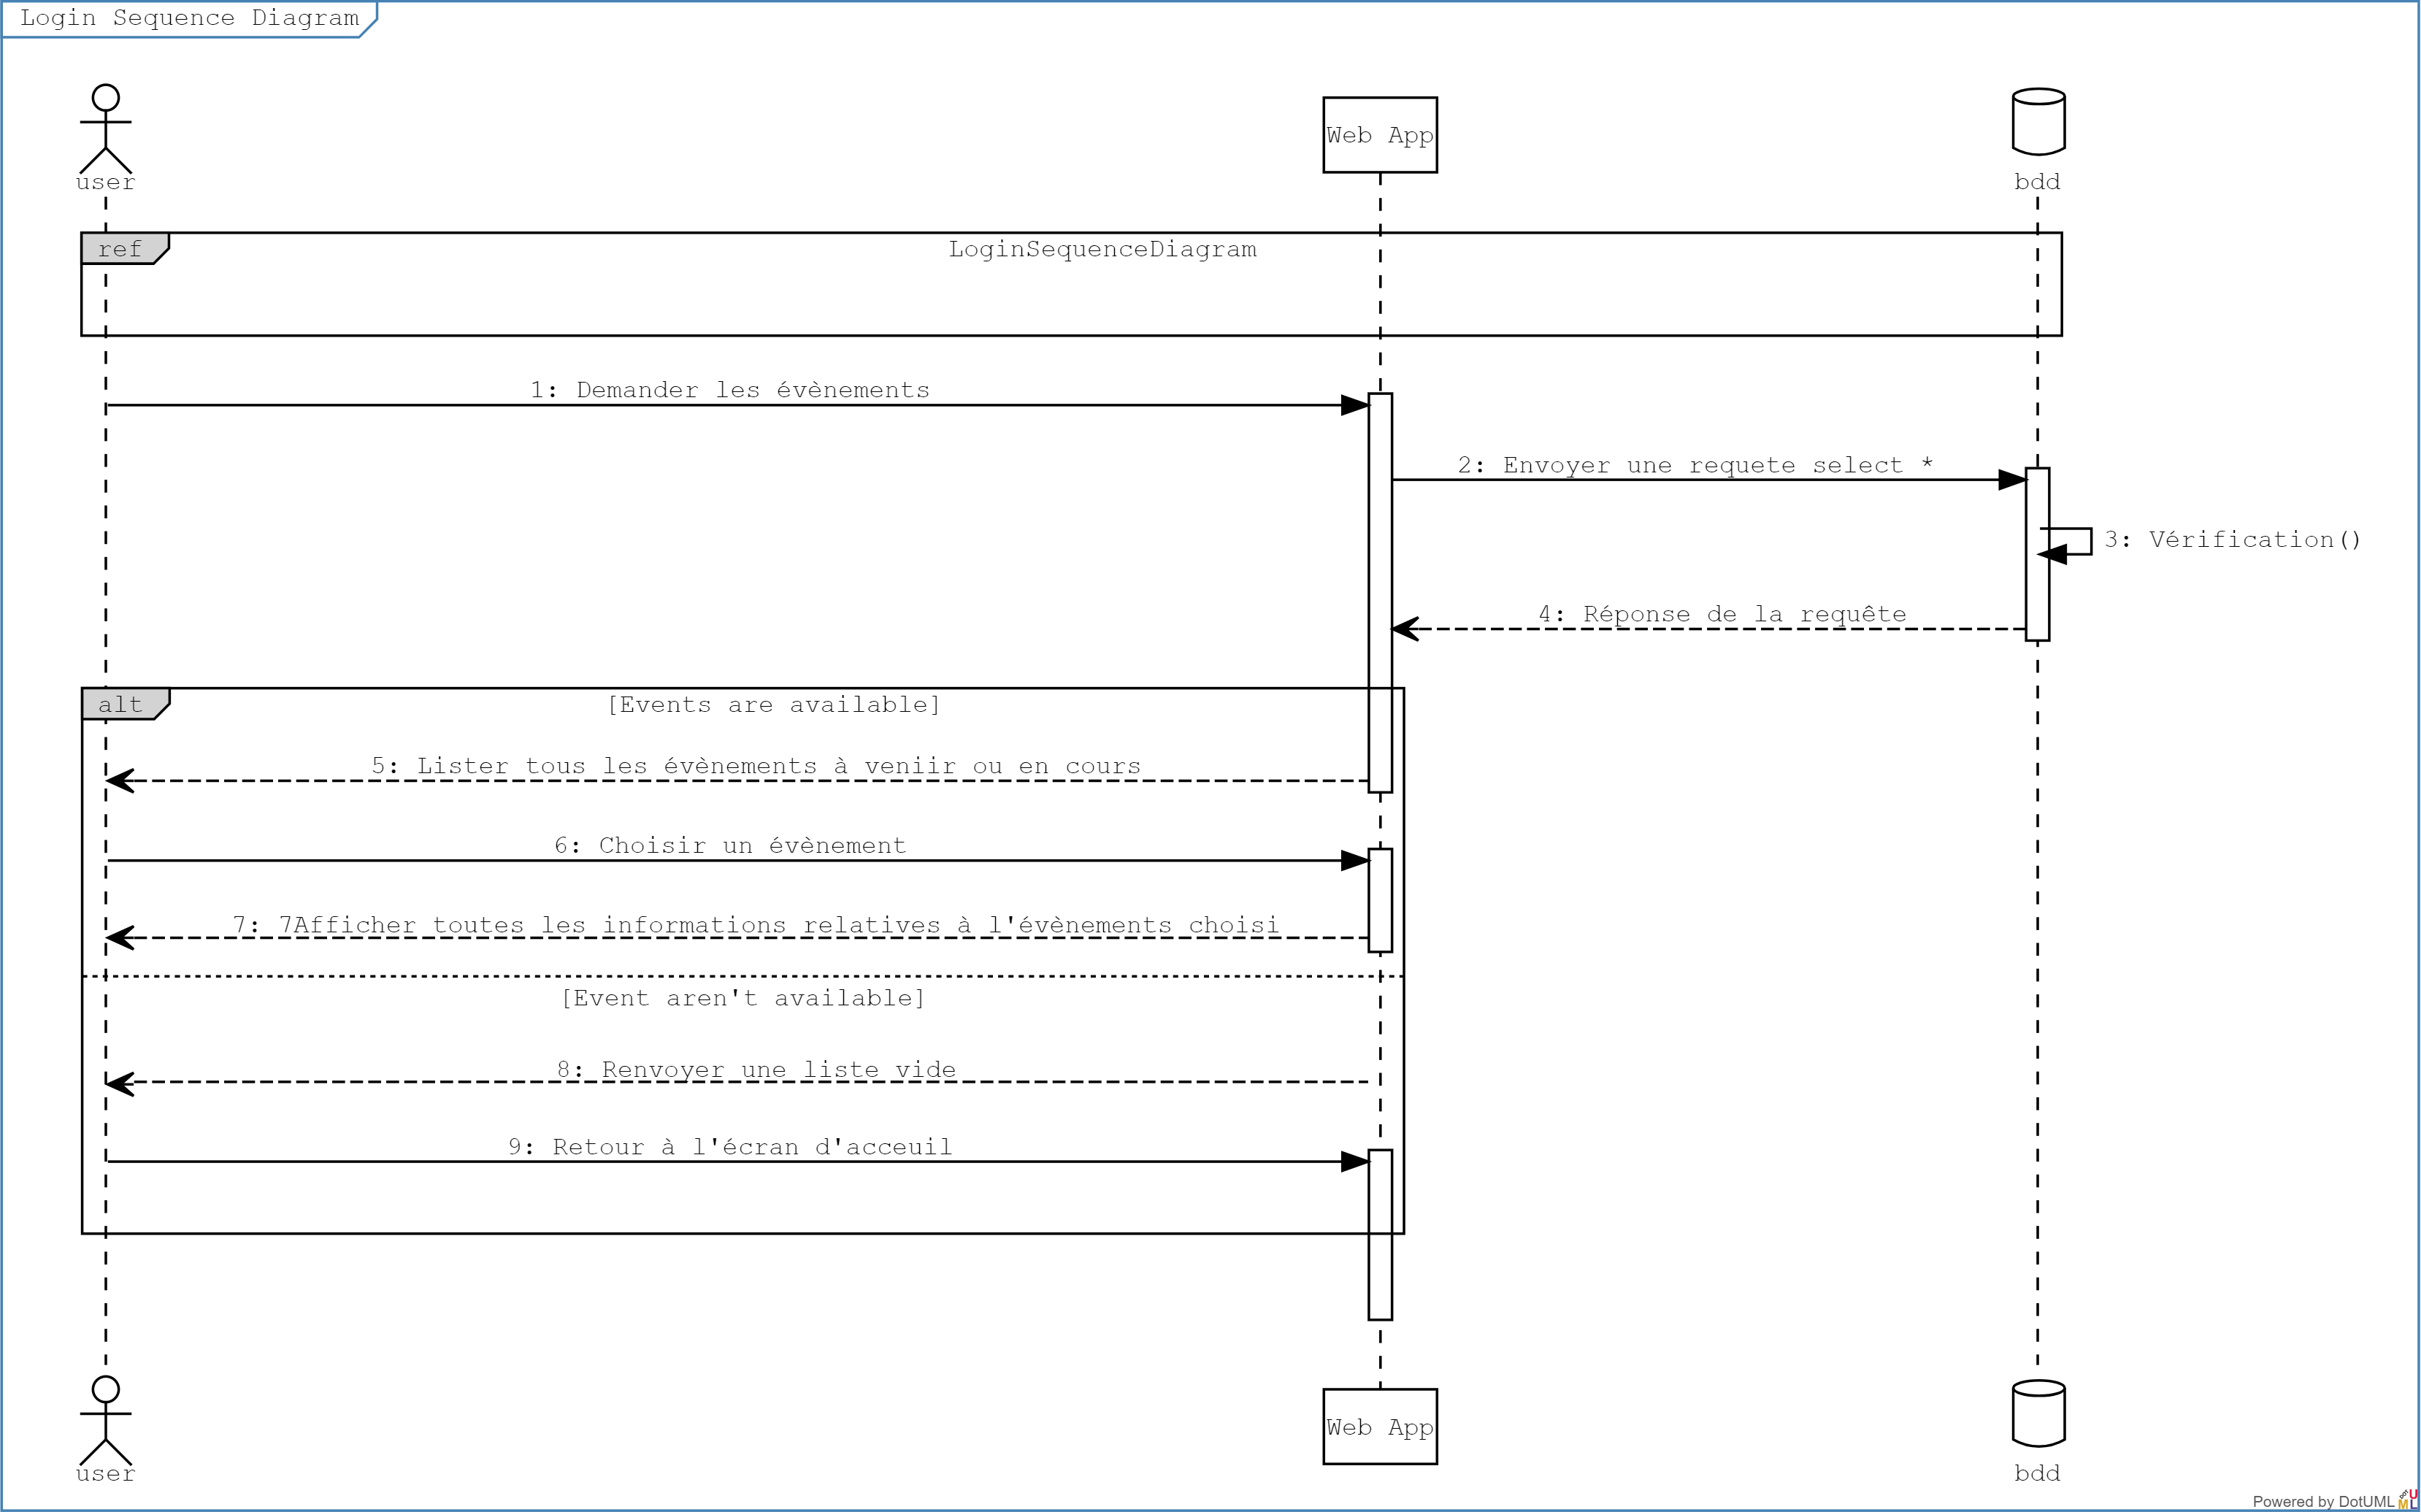 Login Sequence Diagram
user
Web App
bdd
ref
LoginSequenceDiagram
1: Demander les évènements
2: Envoyer une requete select *
3: Vérification()
4: Réponse de la requête
alt
[Events are available]
5: Lister tous les évènements à veniir ou en cours
6: Choisir un évènement
7: 7Afficher toutes les informations relatives à l'évènements choisi
[Event aren't available]
8: Renvoyer une liste vide
9: Retour à l'écran d'acceuil
user
Web App
bdd
Powered by DotUML
DOT U
ML